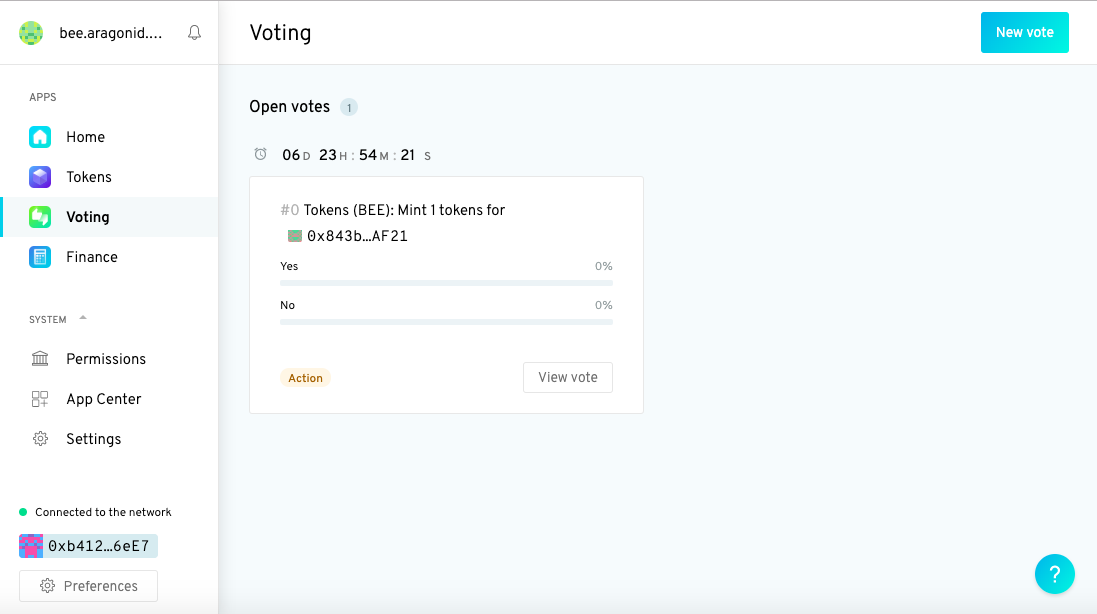 bee.aragonid....
Voting
New vote
APPS
Home
Tokens
Voting
Finance
SYSTEM
Permissions
App Center
Settings
Connected to the network
0xb412…6eE7
Preferences
Open votes 1
06 D 23 H : 54 M : 21 S
#0 Tokens (BEE): Mint 1 tokens for
0x843b…AF21
Yes 0%
No 0%
Action
View vote
?